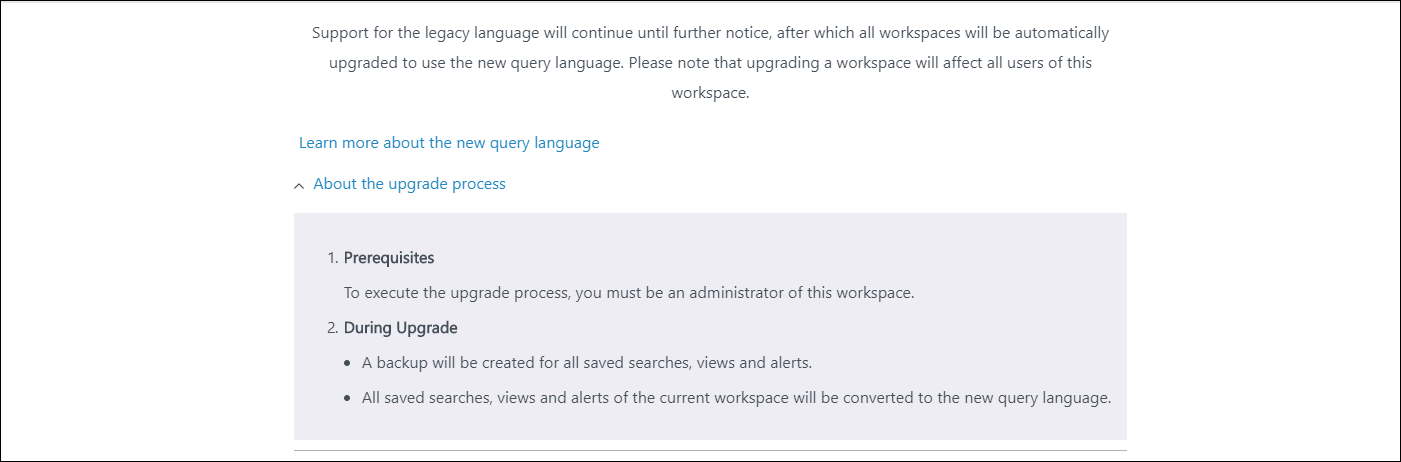 Support for the legacy language will continue until further notice, after which all workspaces will be automatically
upgraded to use the new query language. Please note that upgrading a workspace will affect all users of this
workspace.
Learn more about the new query language
About the upgrade process
1. Prerequisites
To execute the upgrade process, you must be an administrator of this workspace.
2. During Upgrade
• A backup will be created for all saved searches, views and alerts.
• All saved searches, views and alerts of the current workspace will be converted to the new query language.